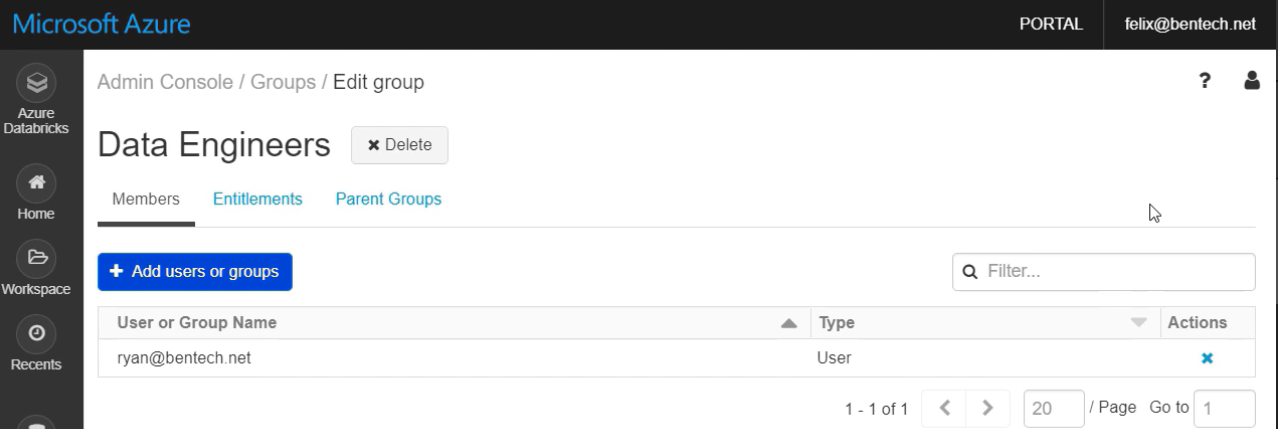 Microsoft Azure
PORTAL
felix@bentech.net
Azure
Databricks
Home
Workspace
Recents
Admin Console / Groups / Edit group
?
Data Engineers
Delete
Members
Entitlements
Parent Groups
+ Add users or groups
Filter...
User or Group Name
Type
Actions
ryan@bentech.net
User
1 - 1 of 1
20
/ Page
Go to
1